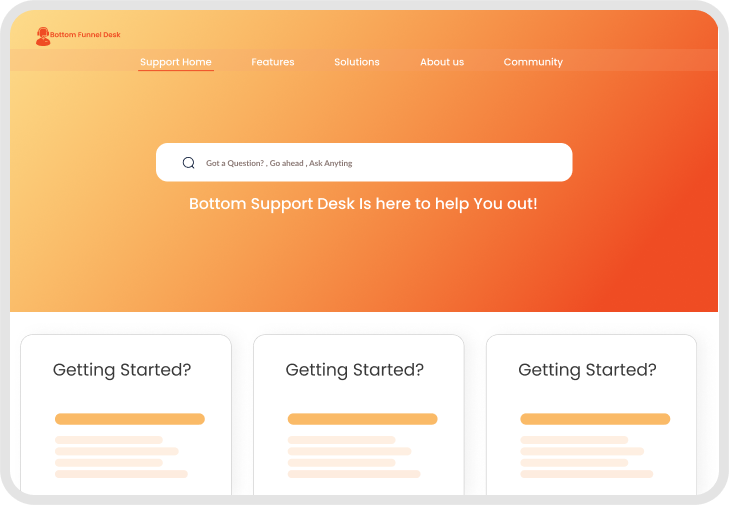 Bottom Funnel Desk
Support Home Features Solutions About us Community
Got a Question? , Go ahead , Ask Anyting
Bottom Support Desk Is here to help You out!
Getting Started? Getting Started? Getting Started?